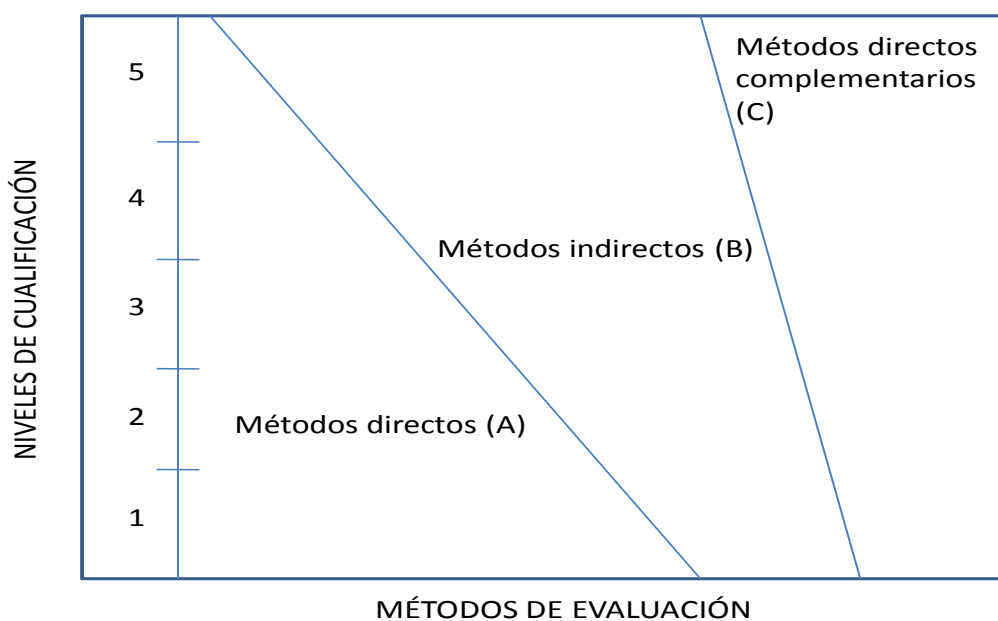 NIVELES DE CUALIFICACIÓN
5
4
3
2
1
Métodos directos
complementarios
(C)
Métodos indirectos (B)
Métodos directos (A)
MÉTODOS DE EVALUACIÓN